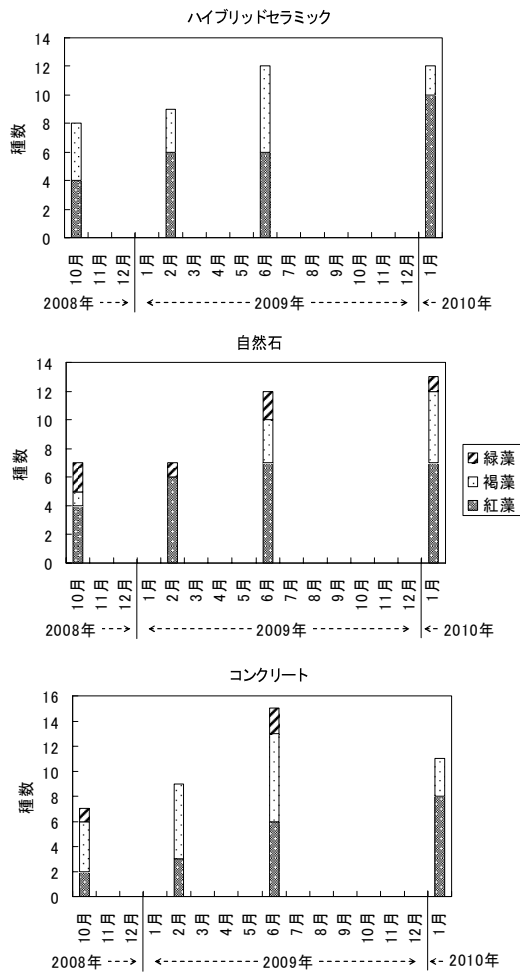 ハイブリッドセラミック
14
12
10
8
6
4
2
0
種数
10月 11月 12月 1月 2月 3月 4月 5月 6月 7月 8月 9月 10月 11月 12月 1月
2008年 2009年 2010年
自然石
14
12
10
8
6
4
2
0
種数
緑藻
褐藻
紅藻
10月 11月 12月 1月 2月 3月 4月 5月 6月 7月 8月 9月 10月 11月 12月 1月
2008年 2009年 2010年
コンクリート
16
14
12
10
8
6
4
2
0
種数
10月 11月 12月 1月 2月 3月 4月 5月 6月 7月 8月 9月 10月 11月 12月 1月
2008年 2009年 2010年